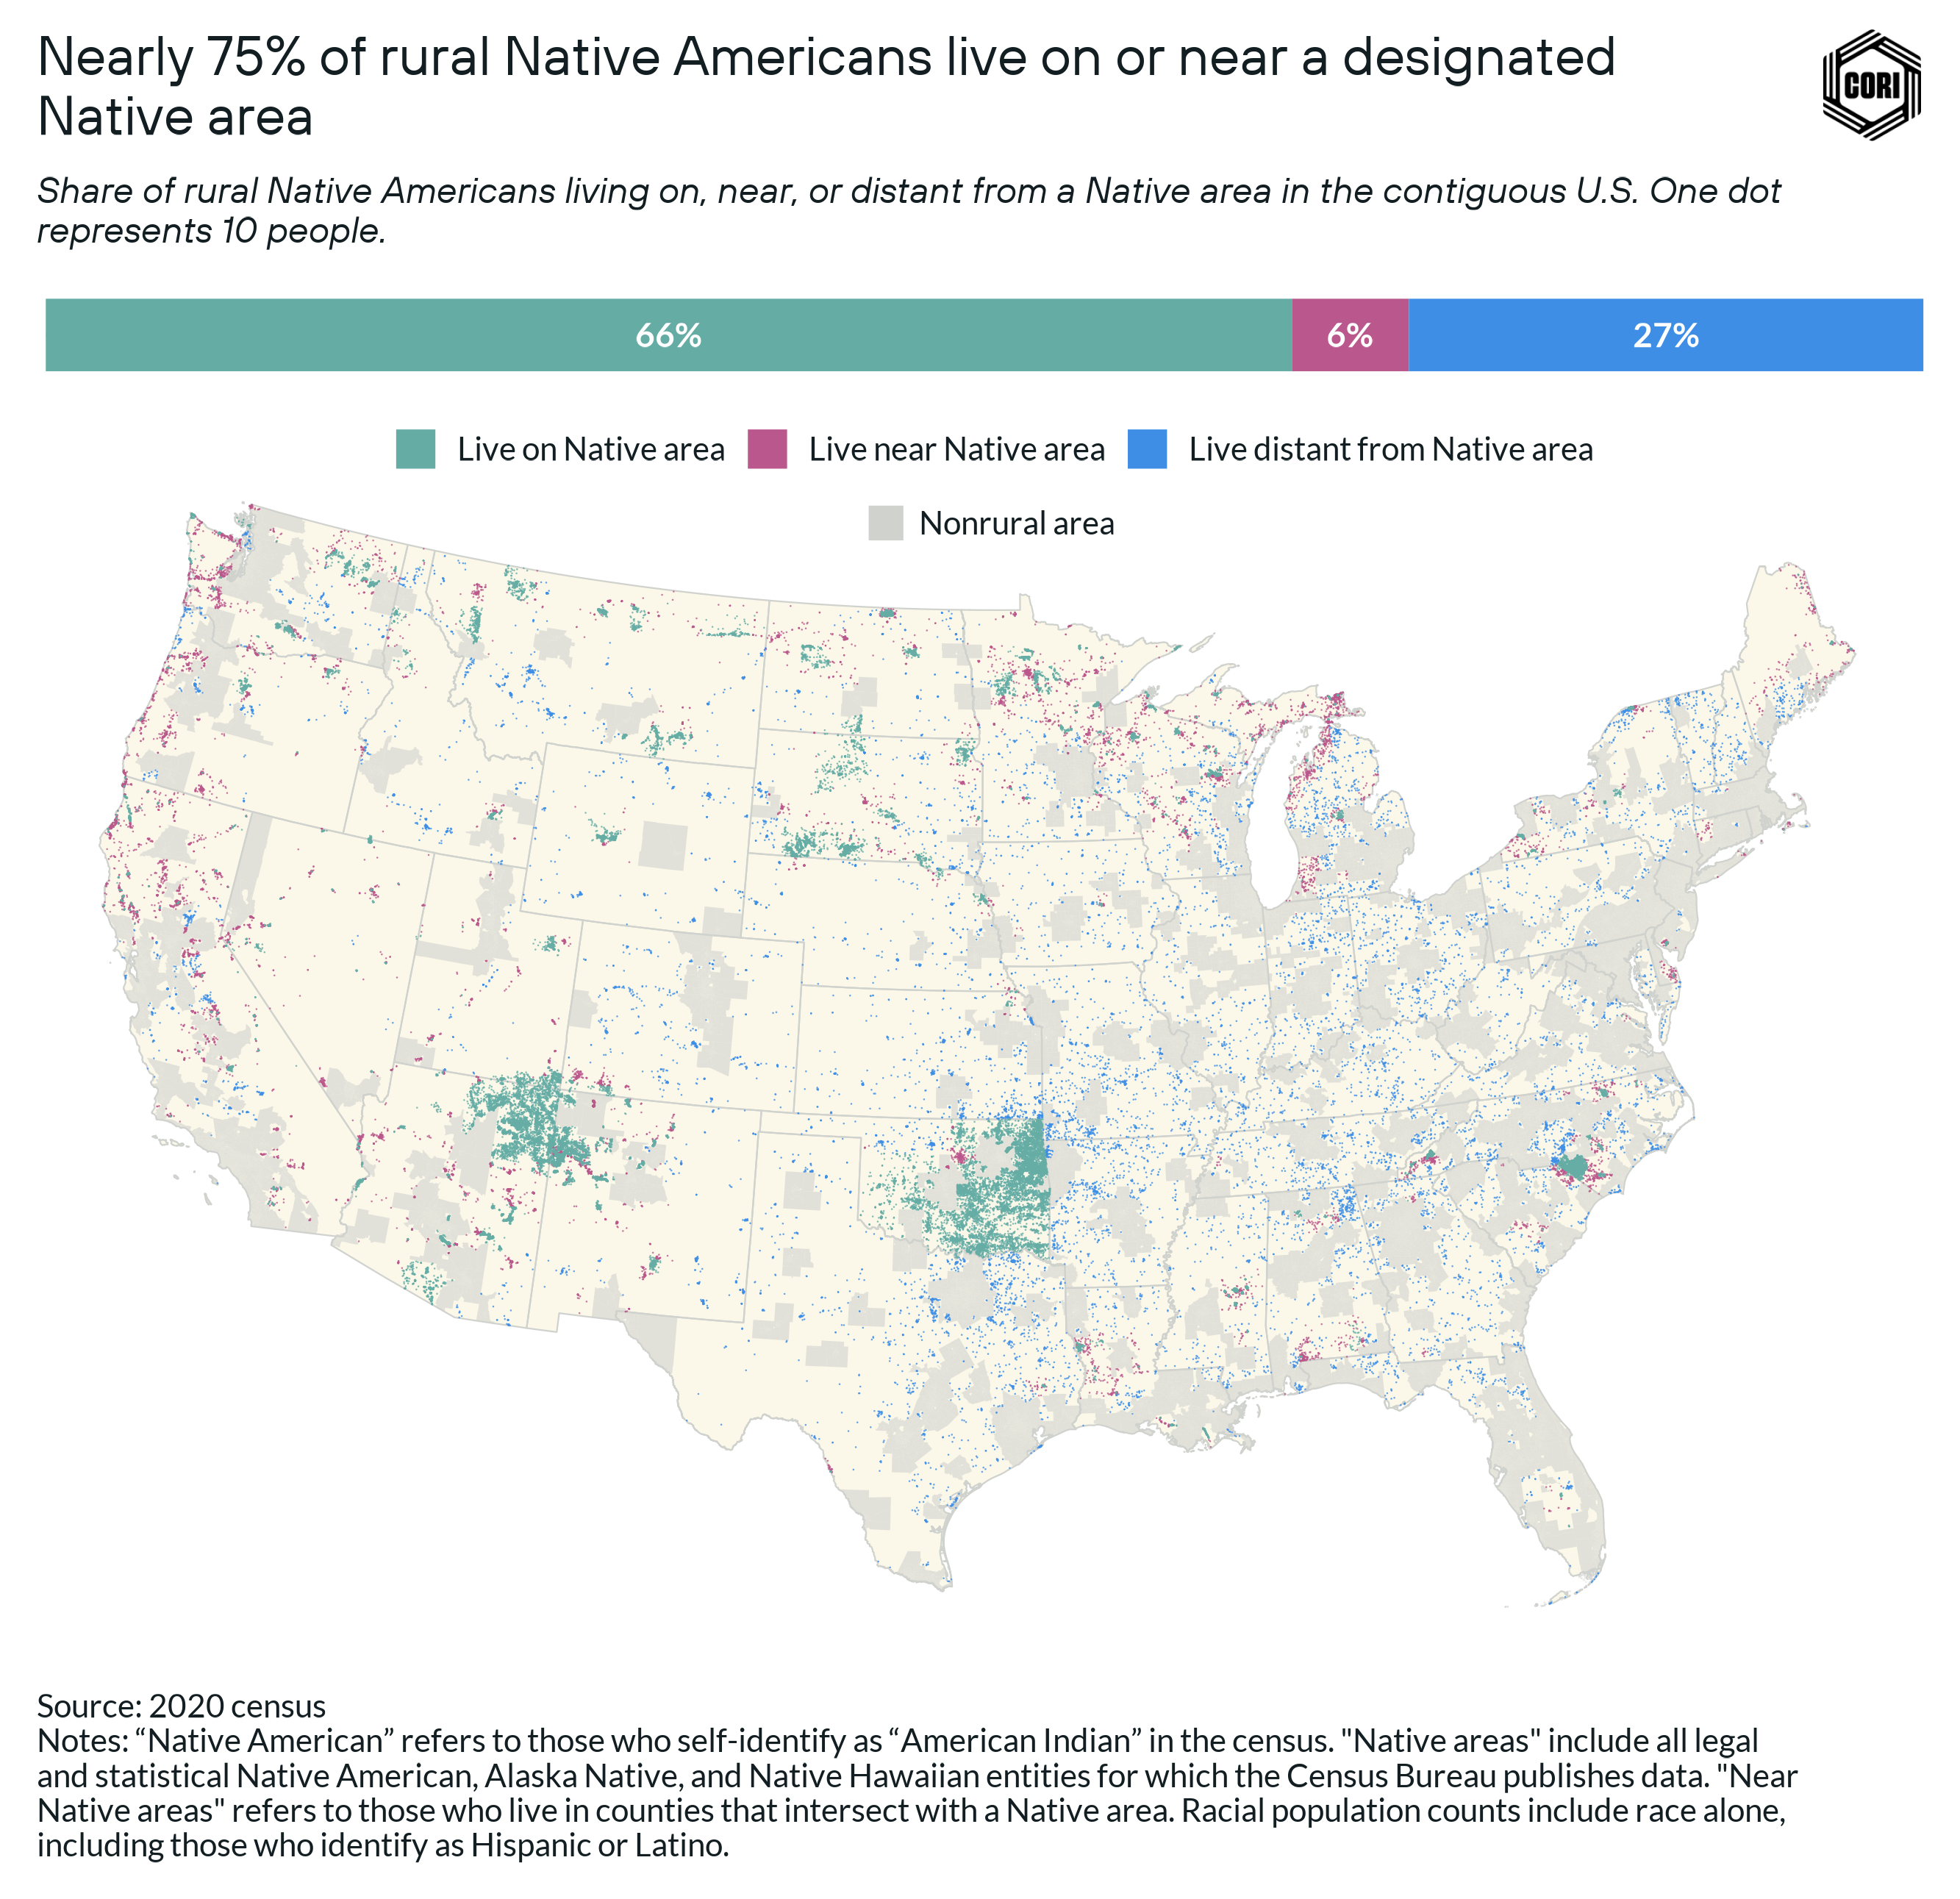 Nearly 75% of rural Native Americans live on or near a designated
Native area
CORI
Share of rural Native Americans living on, near, or distant from a Native area in the contiguous U.S. One dot
represents 10 people.
66% 6% 27%
Live on Native area Live near Native area Live distant from Native area
Nonrural area
Source: 2020 census
Notes: “Native American” refers to those who self-identify as “American Indian” in the census. "Native areas" include all legal
and statistical Native American, Alaska Native, and Native Hawaiian entities for which the Census Bureau publishes data. "Near
Native areas" refers to those who live in counties that intersect with a Native area. Racial population counts include race alone,
including those who identify as Hispanic or Latino.